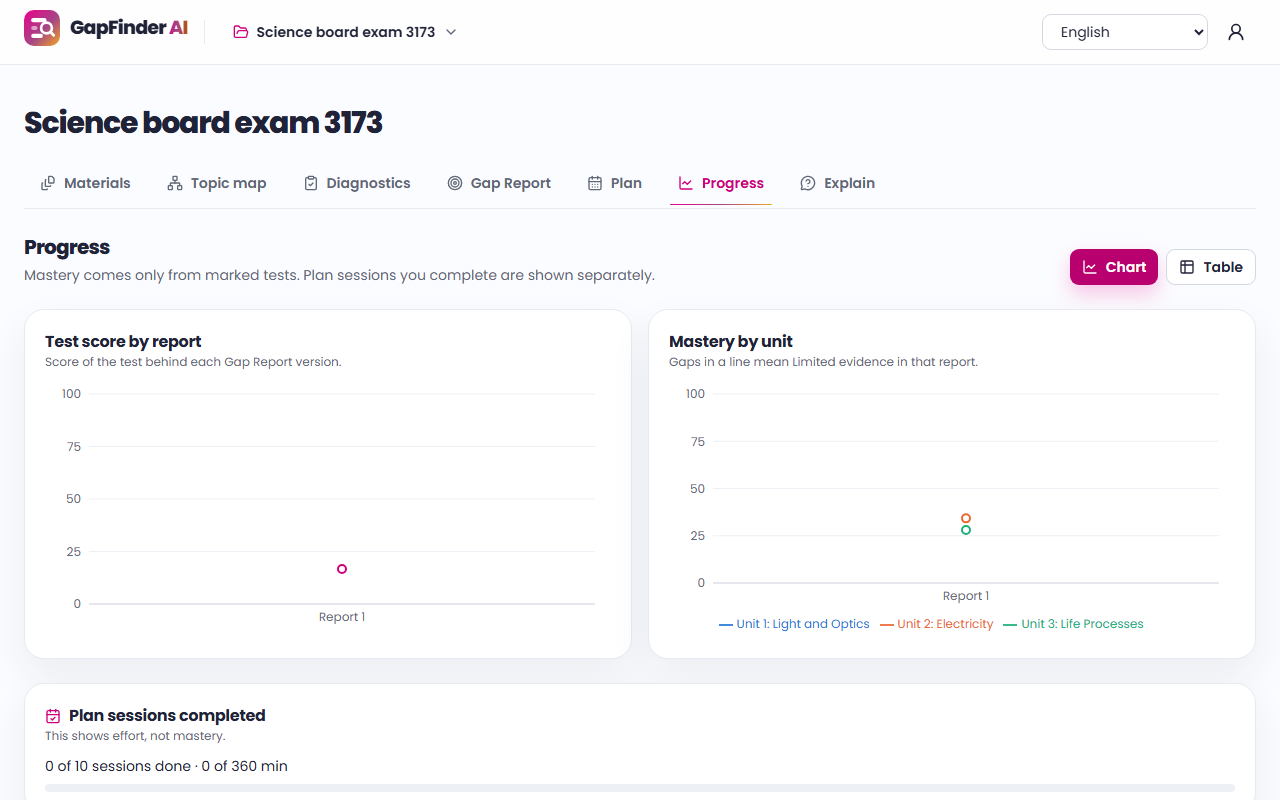 GapFinder AI
Science board exam 3173
English
Science board exam 3173
Materials
Topic map
Diagnostics
Gap Report
Plan
Progress
Explain
Progress
Mastery comes only from marked tests. Plan sessions you complete are shown separately.
Chart
Table
Test score by report
Score of the test behind each Gap Report version.
100
75
50
25
0
Report 1
Mastery by unit
Gaps in a line mean Limited evidence in that report.
100
75
50
25
0
Report 1
Unit 1: Light and Optics
Unit 2: Electricity
Unit 3: Life Processes
Plan sessions completed
This shows effort, not mastery.
0 of 10 sessions done · 0 of 360 min